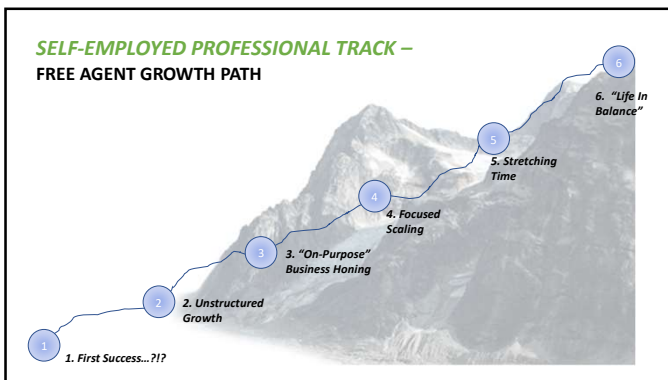 SELF-EMPLOYED PROFESSIONAL TRACK –
FREE AGENT GROWTH PATH
1
1. First Success...?!?
2
2. Unstructured
Growth
3
3. “On-Purpose”
Business Honing
4
4. Focused
Scaling
5
5. Stretching
Time
6
6. “Life In
Balance”